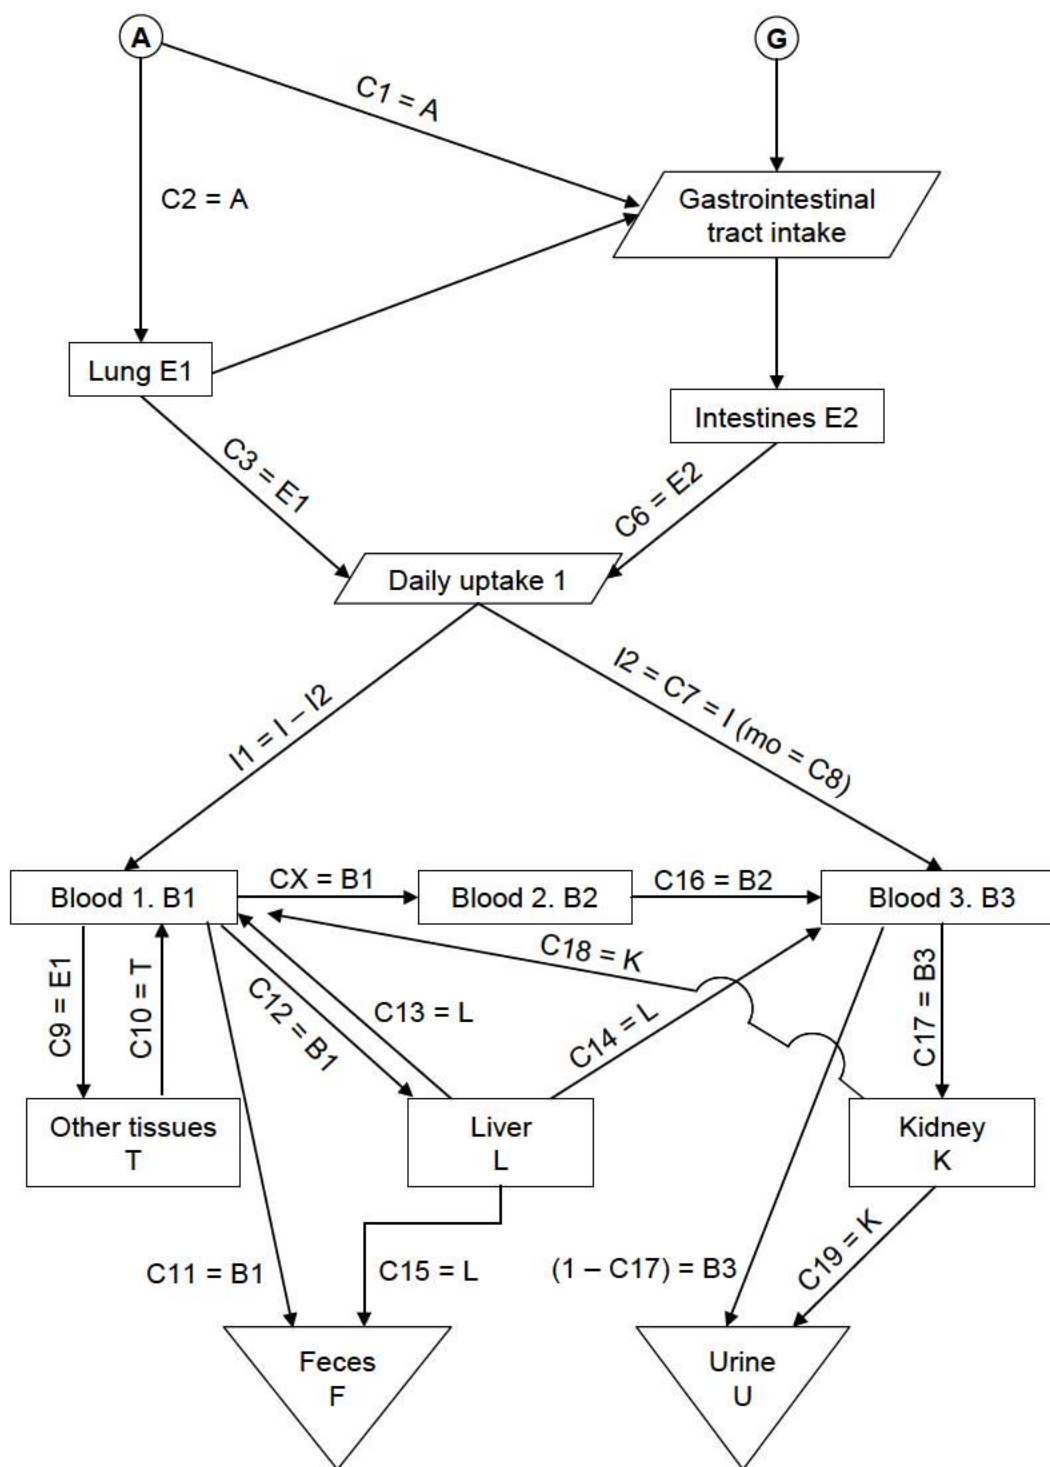 A
G
C1 = A
C2 = A
Gastrointestinal
tract intake
Lung E1
Intestines E2
C3 = E1
C6 = E2
Daily uptake 1
I1 = I – I2
I2 = C7 = I (mo = C8)
Blood 1. B1
CX = B1
Blood 2. B2
C16 = B2
Blood 3. B3
C9 = E1
C10 = T
C12 = B1
C13 = L
C18 = K
C14 = L
C17 = B3
Other tissues
T
Liver
L
Kidney
K
C11 = B1
C15 = L
(1 – C17) = B3
C19 = K
Feces
F
Urine
U